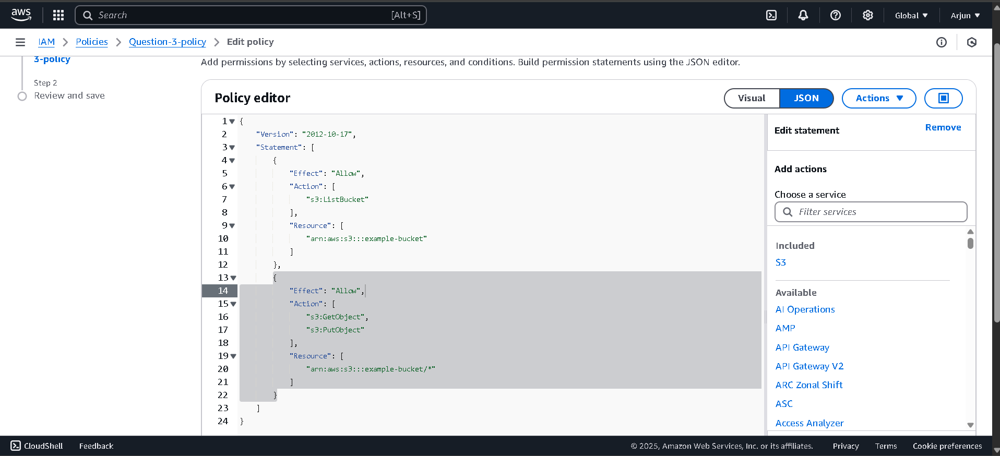 aws
Search
[Alt+S]
Global
Arjun
IAM
Policies
Question-3-policy
Edit policy
3-policy
Step 2
Review and save
Add permissions by selecting services, actions, resources, and conditions. Build permission statements using the JSON editor.
Policy editor
Visual
JSON
Actions
1 {
2 "Version": "2012-10-17",
3 "Statement": [
4 {
5 "Effect": "Allow",
6 "Action": [
7 "s3:ListBucket"
8 ],
9 "Resource": [
10 "arn:aws:s3:::example-bucket"
11 ]
12 },
13 {
14 "Effect": "Allow",
15 "Action": [
16 "s3:GetObject",
17 "s3:PutObject"
18 ],
19 "Resource": [
20 "arn:aws:s3:::example-bucket/*"
21 ]
22 }
23 ]
24 }
Edit statement
Remove
Add actions
Choose a service
Filter services
Included
S3
Available
AI Operations
AMP
API Gateway
API Gateway V2
ARC Zonal Shift
ASC
Access Analyzer
CloudShell
Feedback
© 2025, Amazon Web Services, Inc. or its affiliates.
Privacy
Terms
Cookie preferences